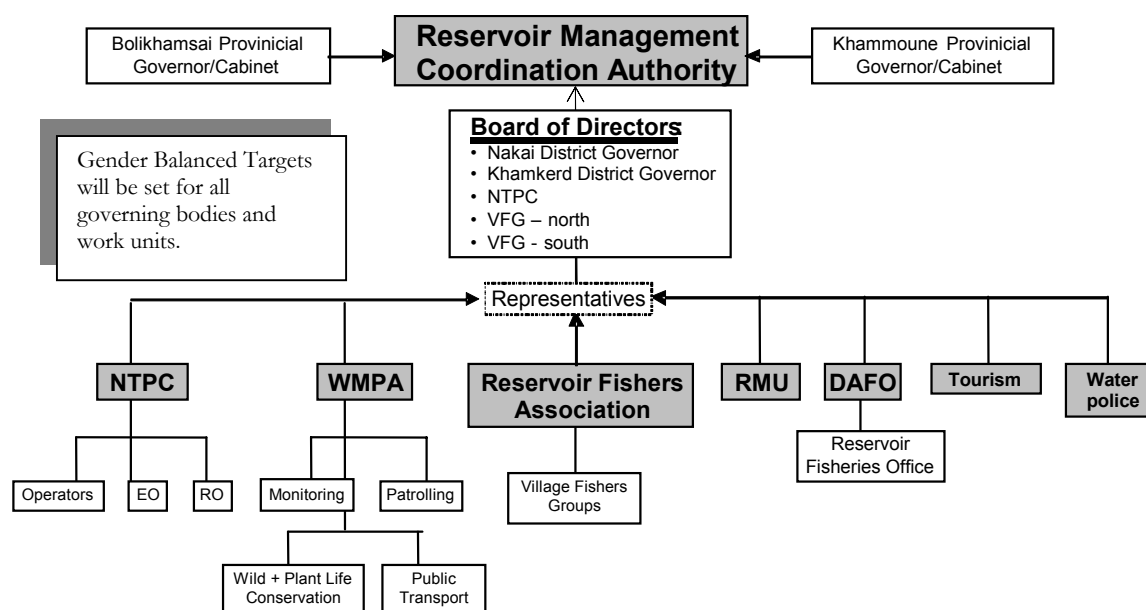 Bolikhamsai Provinicial
Governor/Cabinet
Reservoir Management
Coordination Authority
Khammoune Provinicial
Governor/Cabinet
Board of Directors:
• Nakai District Governor
• Khamkerd District Governor
• NTPC
• VFG – north
• VFG - south
Gender Balanced Targets
will be set for all
governing bodies and
work units.
Representatives
NTPC
WMPA
Reservoir Fishers
Association
RMU
DAFO
Tourism
Water
police
Operators
EO
RO
Monitoring
Patrolling
Village Fishers
Groups
Reservoir
Fisheries Office
Wild + Plant Life
Conservation
Public
Transport